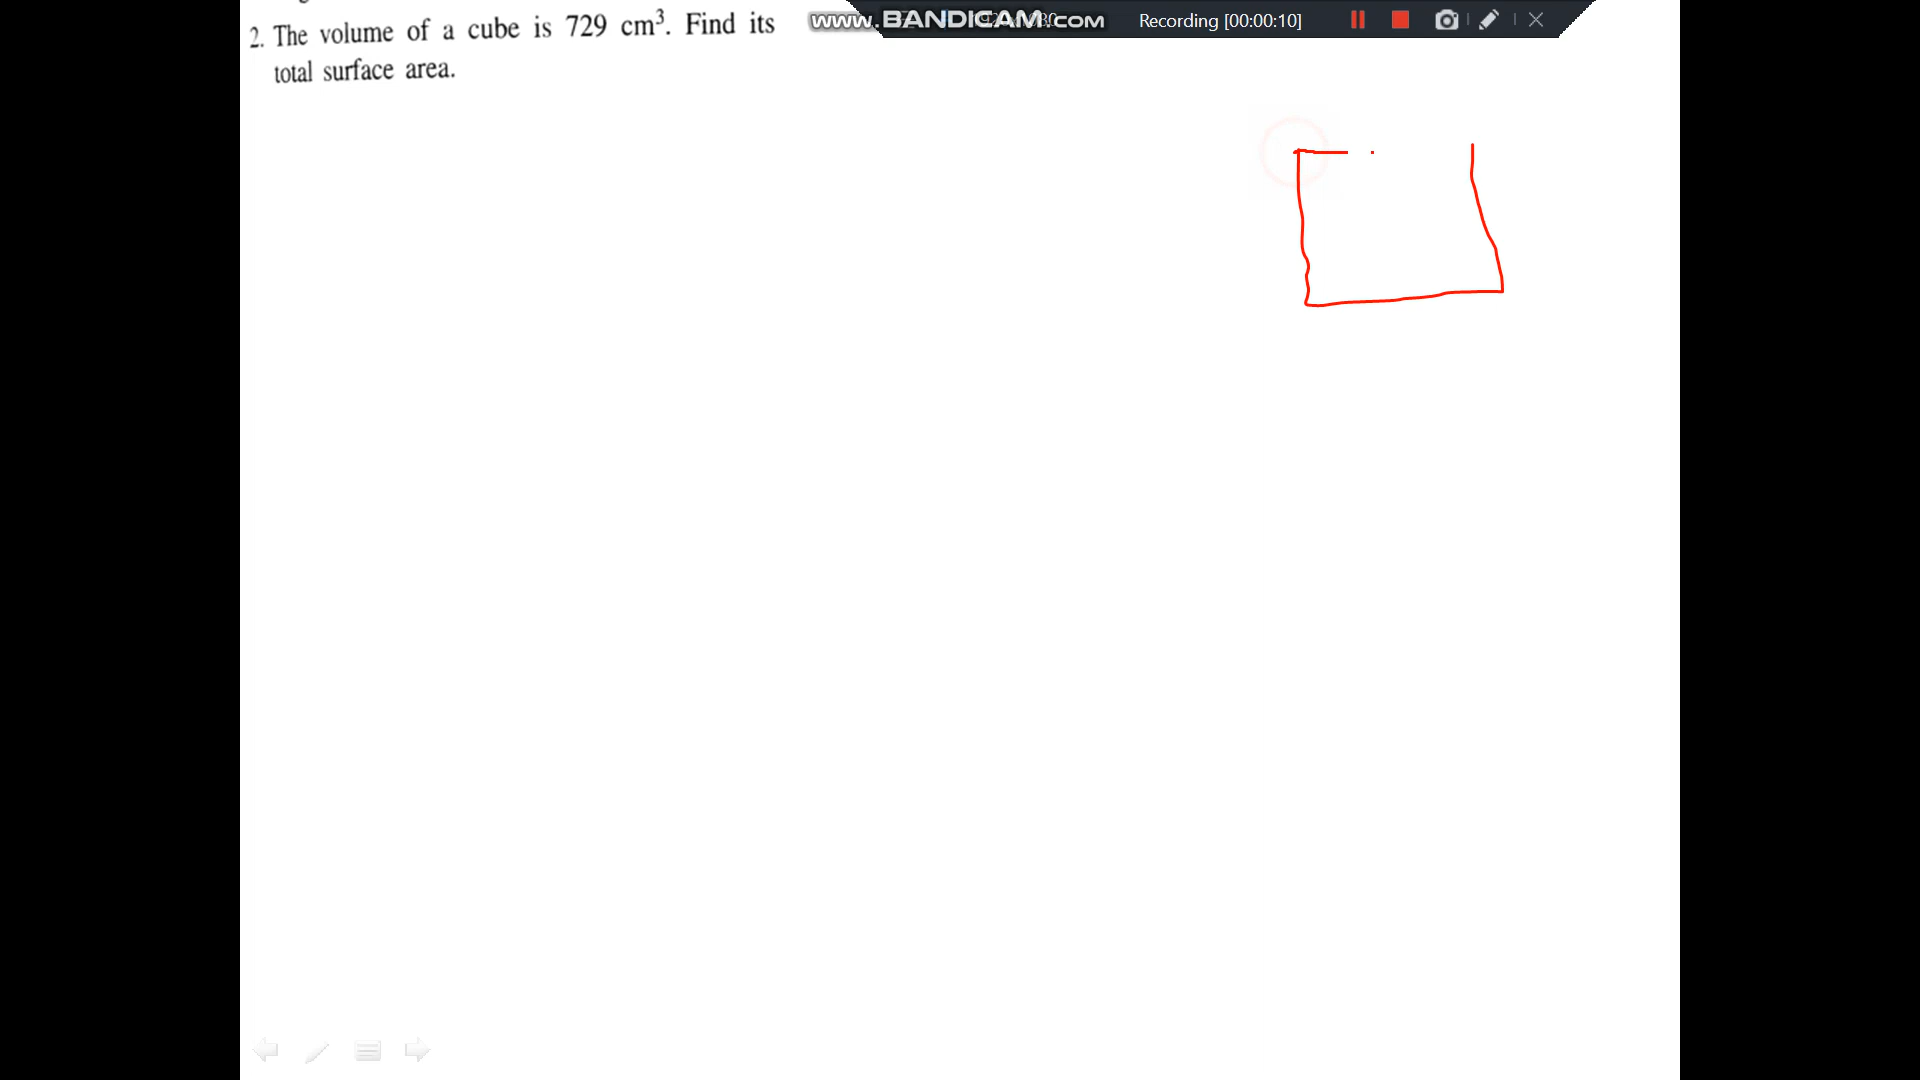 2. The volume of a cube is 729 cm³. Find its
total surface area.
www.BANDICAM.com
Recording [00:00:10]